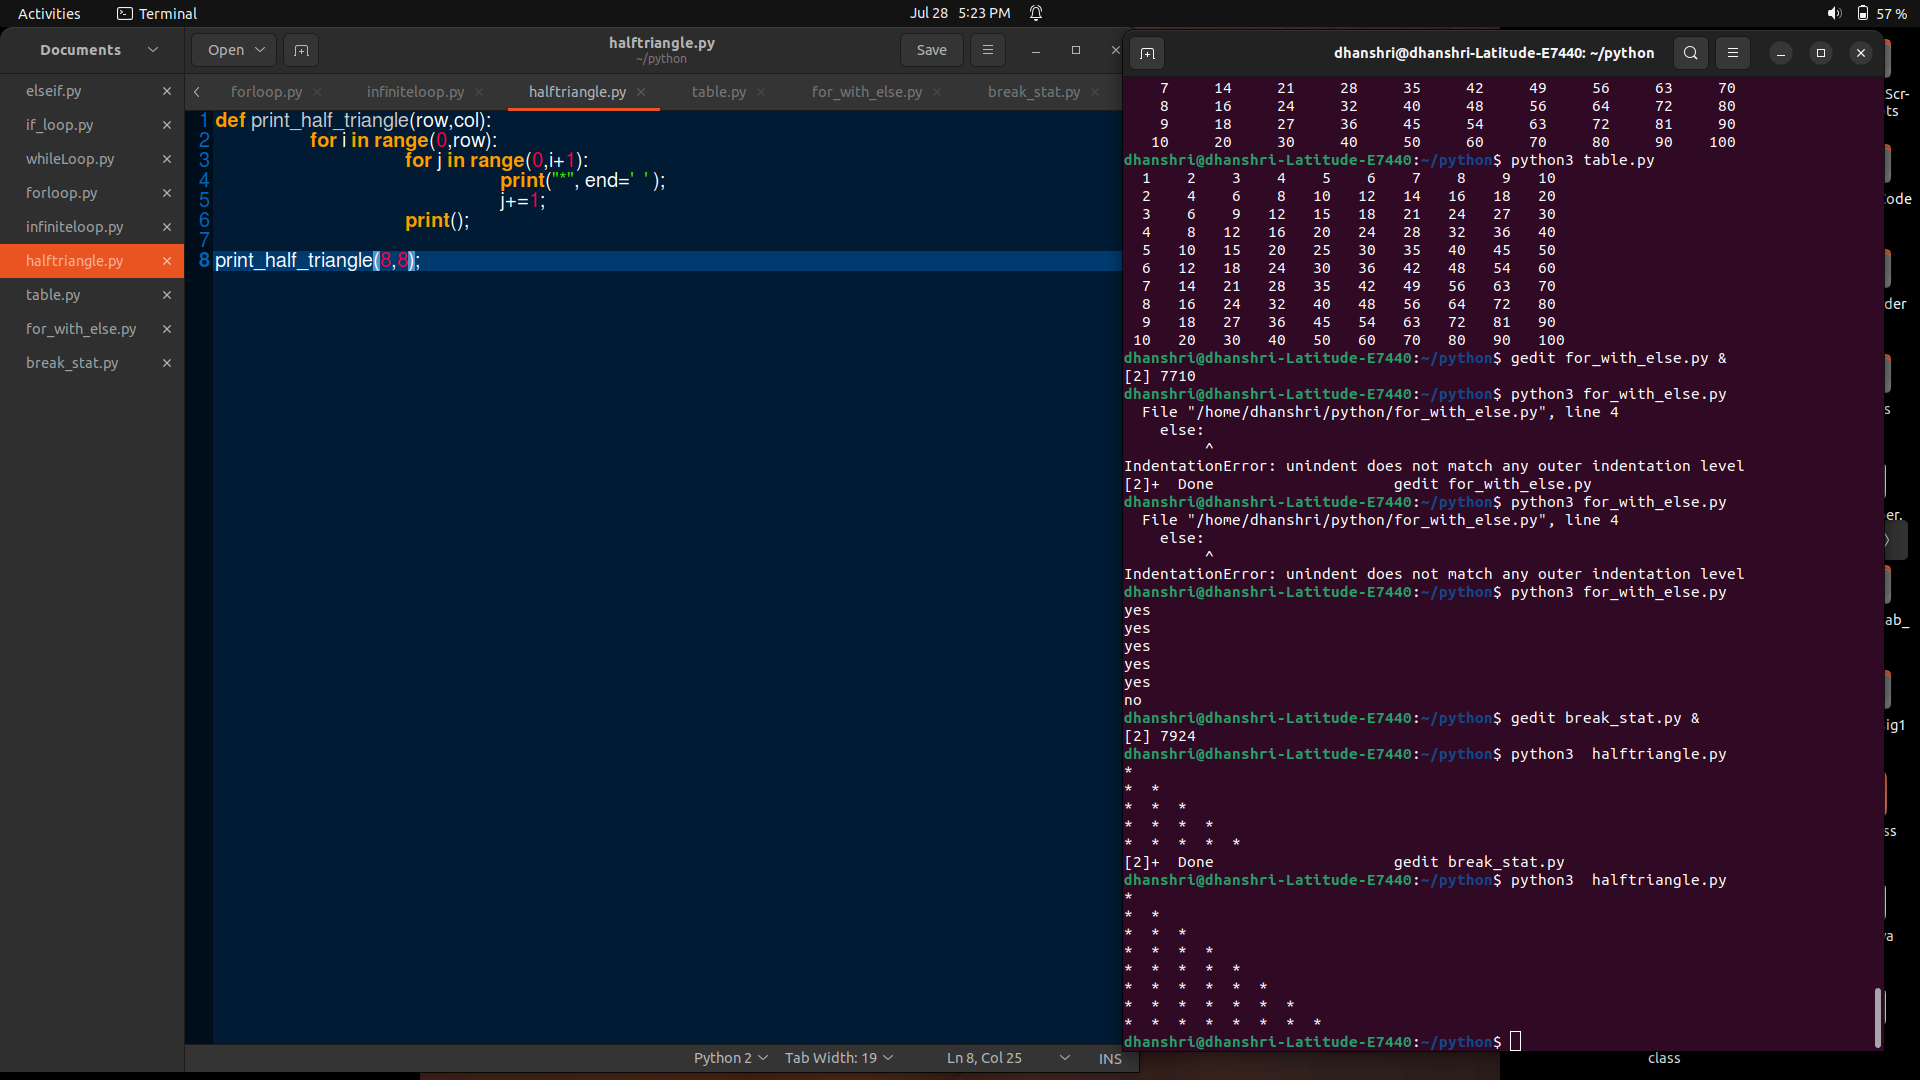 Activities Terminal Jul 28 5:23 PM 57 %
Documents
elseif.py
if_loop.py
whileLoop.py
forloop.py
infiniteloop.py
halftriangle.py
table.py
for_with_else.py
break_stat.py
Open halftriangle.py Save
~/python
forloop.py infiniteloop.py halftriangle.py table.py for_with_else.py break_stat.py
1 def print_half_triangle(row,col):
2 for i in range(0,row):
3 for j in range(0,i+1):
4 print("*", end=' ' );
5 j+=1;
6 print();
7
8 print_half_triangle(8,8);
Python 2 Tab Width: 19 Ln 8, Col 25 INS
dhanshri@dhanshri-Latitude-E7440: ~/python
7 14 21 28 35 42 49 56 63 70
8 16 24 32 40 48 56 64 72 80
9 18 27 36 45 54 63 72 81 90
10 20 30 40 50 60 70 80 90 100
dhanshri@dhanshri-Latitude-E7440:~/python$ python3 table.py
1 2 3 4 5 6 7 8 9 10
2 4 6 8 10 12 14 16 18 20
3 6 9 12 15 18 21 24 27 30
4 8 12 16 20 24 28 32 36 40
5 10 15 20 25 30 35 40 45 50
6 12 18 24 30 36 42 48 54 60
7 14 21 28 35 42 49 56 63 70
8 16 24 32 40 48 56 64 72 80
9 18 27 36 45 54 63 72 81 90
10 20 30 40 50 60 70 80 90 100
dhanshri@dhanshri-Latitude-E7440:~/python$ gedit for_with_else.py &
[2] 7710
dhanshri@dhanshri-Latitude-E7440:~/python$ python3 for_with_else.py
File "/home/dhanshri/python/for_with_else.py", line 4
else:
^
IndentationError: unindent does not match any outer indentation level
[2]+ Done gedit for_with_else.py
dhanshri@dhanshri-Latitude-E7440:~/python$ python3 for_with_else.py
File "/home/dhanshri/python/for_with_else.py", line 4
else:
^
IndentationError: unindent does not match any outer indentation level
dhanshri@dhanshri-Latitude-E7440:~/python$ python3 for_with_else.py
yes
yes
yes
yes
yes
no
dhanshri@dhanshri-Latitude-E7440:~/python$ gedit break_stat.py &
[2] 7924
dhanshri@dhanshri-Latitude-E7440:~/python$ python3 halftriangle.py
*
* *
* * *
* * * *
* * * * *
[2]+ Done gedit break_stat.py
dhanshri@dhanshri-Latitude-E7440:~/python$ python3 halftriangle.py
*
* *
* * *
* * * *
* * * * *
* * * * * *
* * * * * * *
* * * * * * * *
dhanshri@dhanshri-Latitude-E7440:~/python$
Scr-
ts
ode
der
s
er.
ab_
ig1
ss
va
class